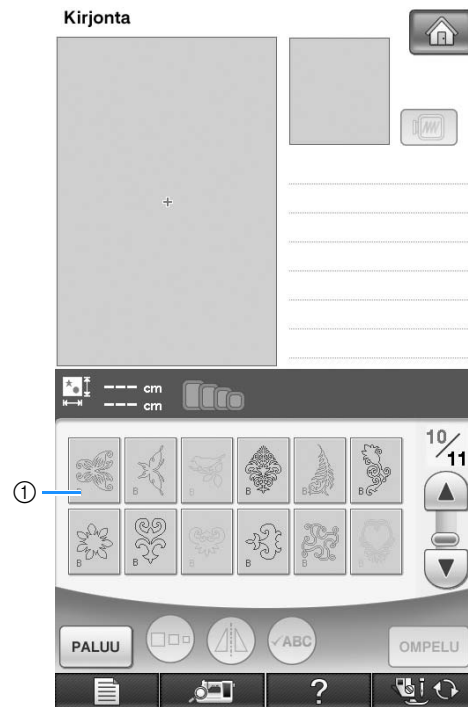 Kirjonta
--- cm
--- cm
10/11
①
B B B B B
B B B B B
PALUU
ABC
OMPELU
?